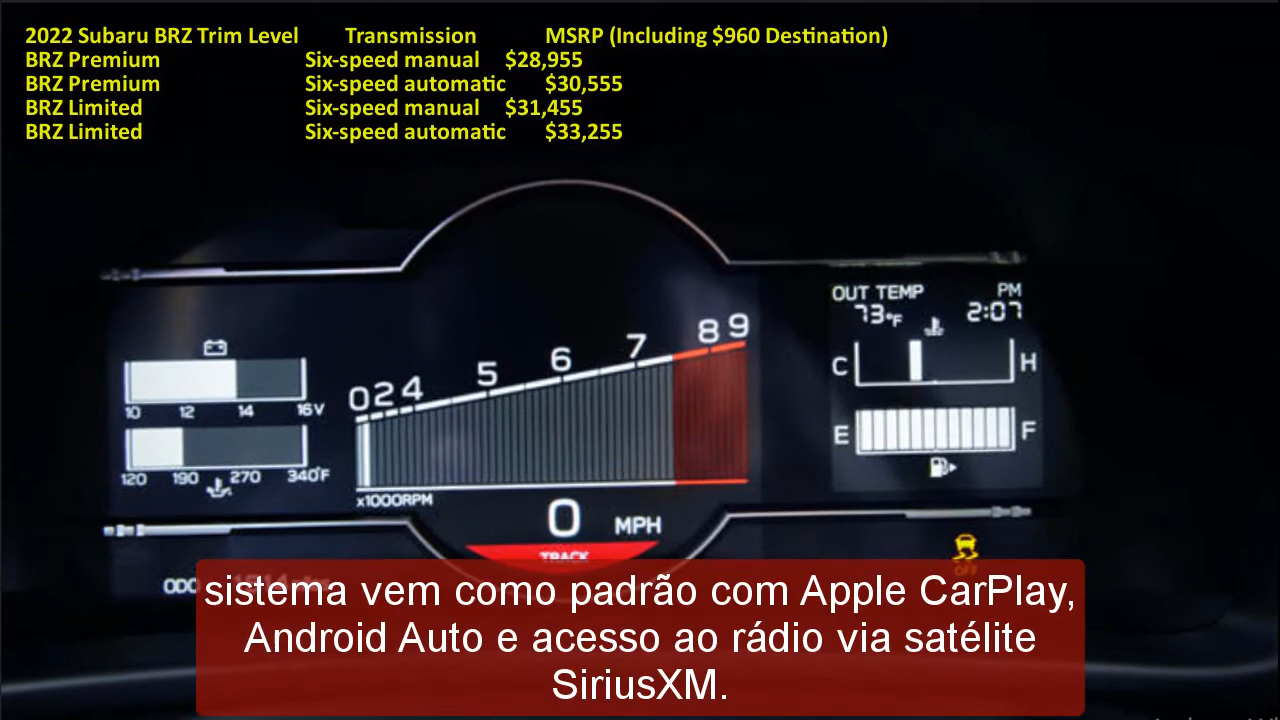 2022 Subaru BRZ Trim Level Transmission MSRP (Including $960 Destination)
BRZ Premium Six-speed manual $28,955
BRZ Premium Six-speed automatic $30,555
BRZ Limited Six-speed manual $31,455
BRZ Limited Six-speed automatic $33,255
OUT TEMP PM
73°F 2:07
C H
E F
10 12 14 16V
120 190 270 340°F
0 2 4 5 6 7 8 9
x1000RPM
0 MPH
TRACK
OFF
ODO
sistema vem como padrão com Apple CarPlay,
Android Auto e acesso ao rádio via satélite
SiriusXM.